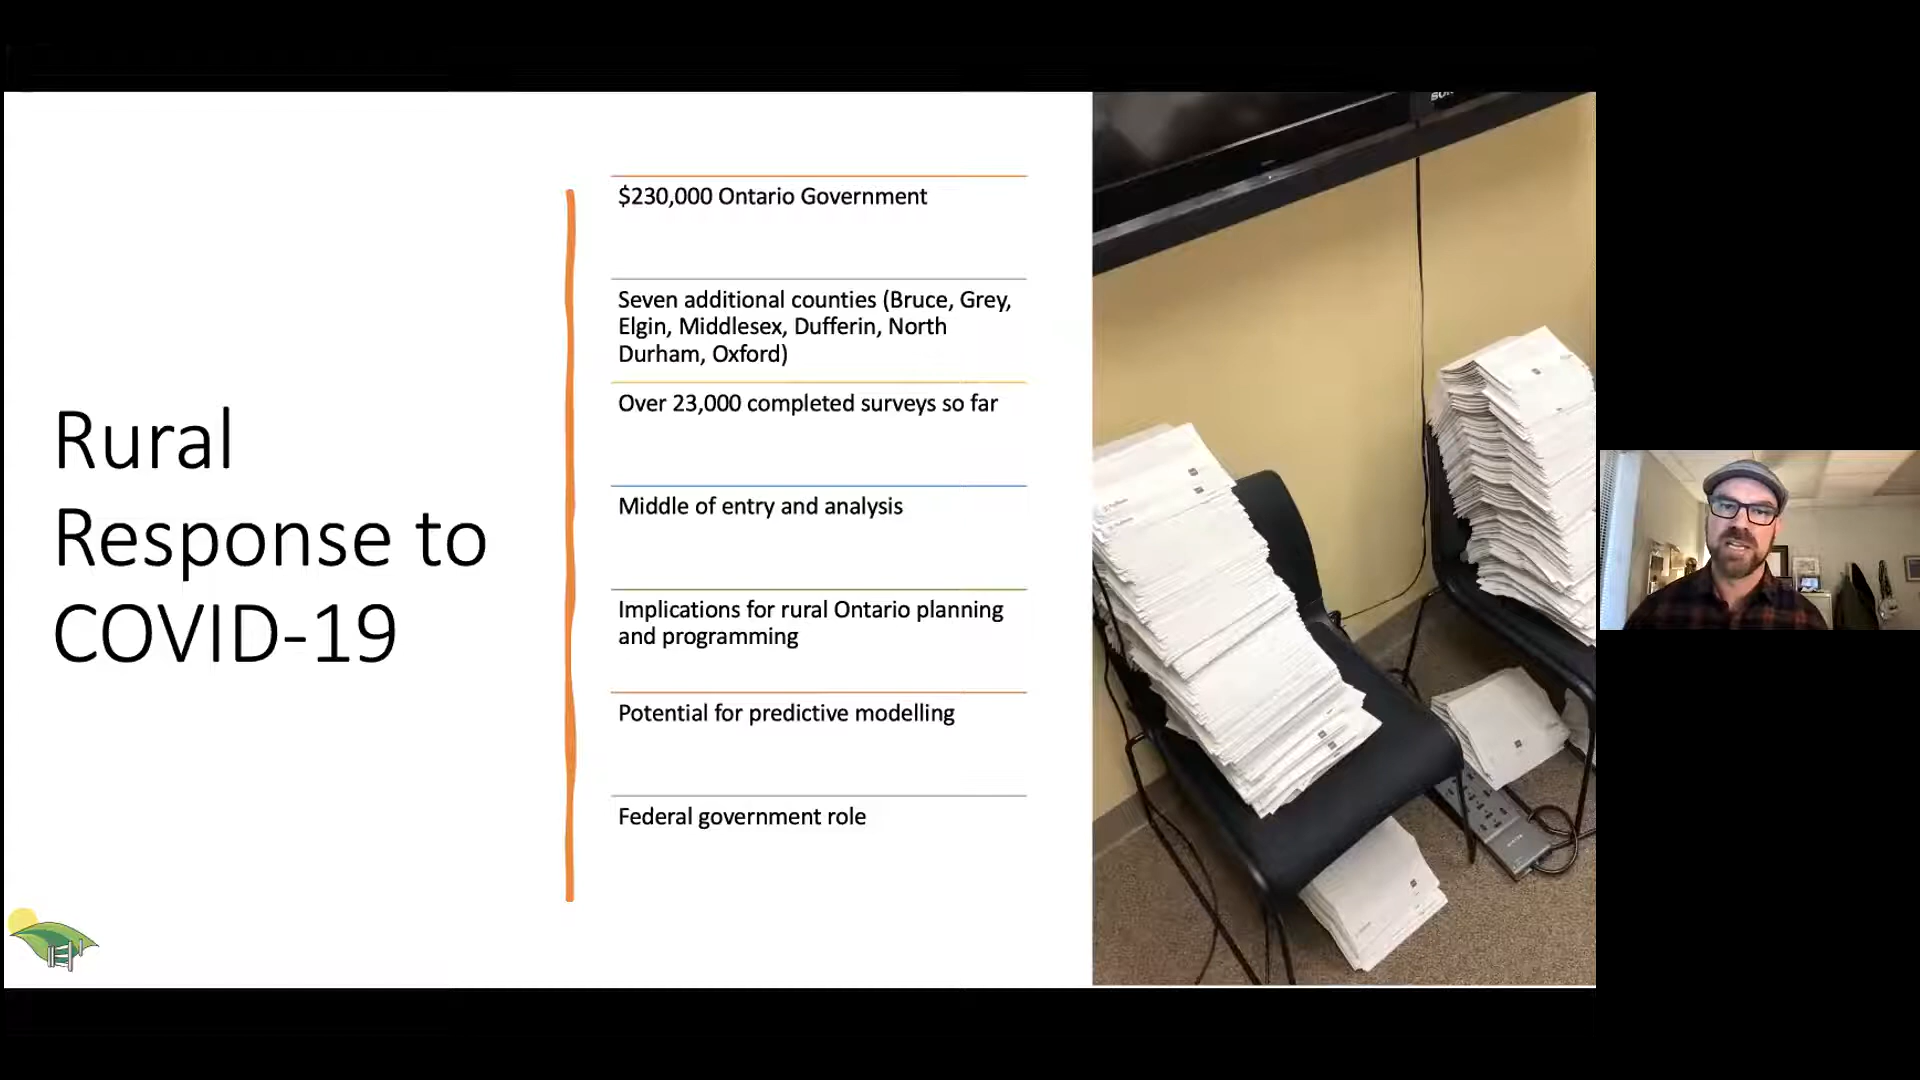 Rural
Response to
COVID-19
$230,000 Ontario Government
Seven additional counties (Bruce, Grey,
Elgin, Middlesex, Dufferin, North
Durham, Oxford)
Over 23,000 completed surveys so far
Middle of entry and analysis
Implications for rural Ontario planning
and programming
Potential for predictive modelling
Federal government role